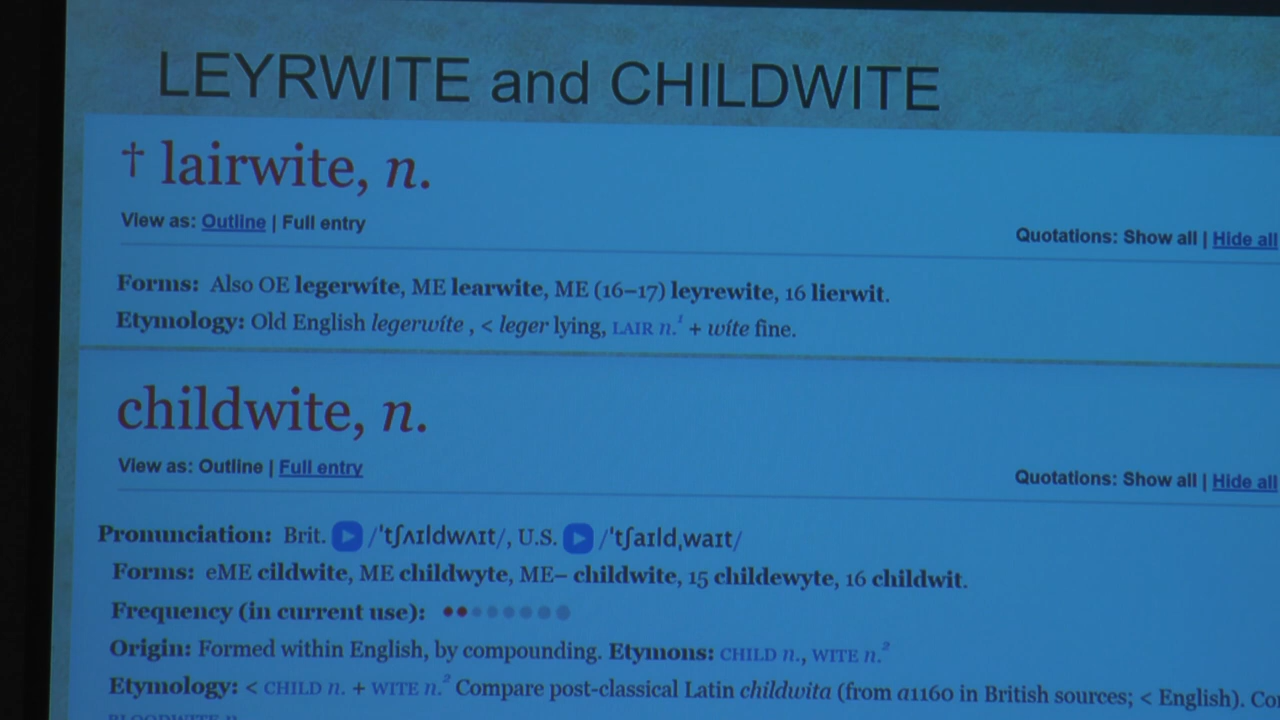 LEYRWITE and CHILDWITE
† lairwite, n.
View as: Outline | Full entry
Quotations: Show all | Hide all
Forms: Also OE legerwíte, ME learwite, ME (16–17) leyrewite, 16 lierwit.
Etymology: Old English legerwíte , < leger lying, LAIR n.¹ + wíte fine.
childwite, n.
View as: Outline | Full entry
Quotations: Show all | Hide all
Pronunciation: Brit. /ˈtʃʌɪldwʌɪt/, U.S. /ˈtʃaɪldˌwaɪt/
Forms: eME cildwite, ME childwyte, ME– childwite, 15 childewyte, 16 childwit.
Frequency (in current use):
Origin: Formed within English, by compounding. Etymons: CHILD n., WITE n.²
Etymology: < CHILD n. + WITE n.² Compare post-classical Latin childwita (from a1160 in British sources; < English). Co
BLOODWITE n.